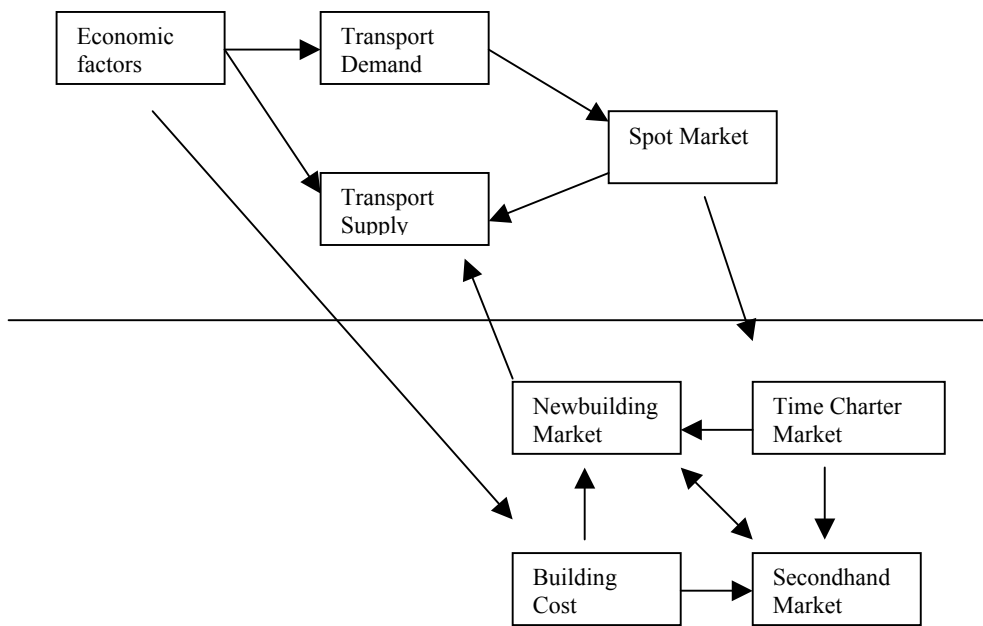 Economic
factors
Transport
Demand
Spot Market
Transport
Supply
Newbuilding
Market
Time Charter
Market
Building
Cost
Secondhand
Market